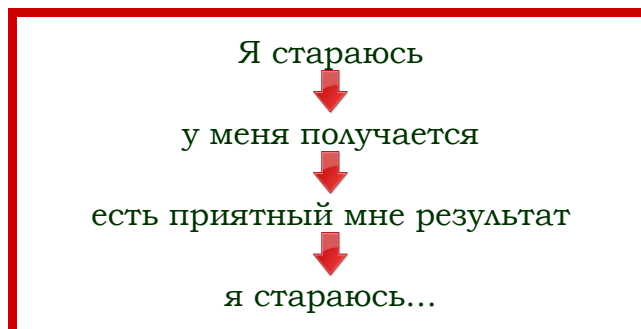 Я стараюсь
у меня получается
есть приятный мне результат
я стараюсь...